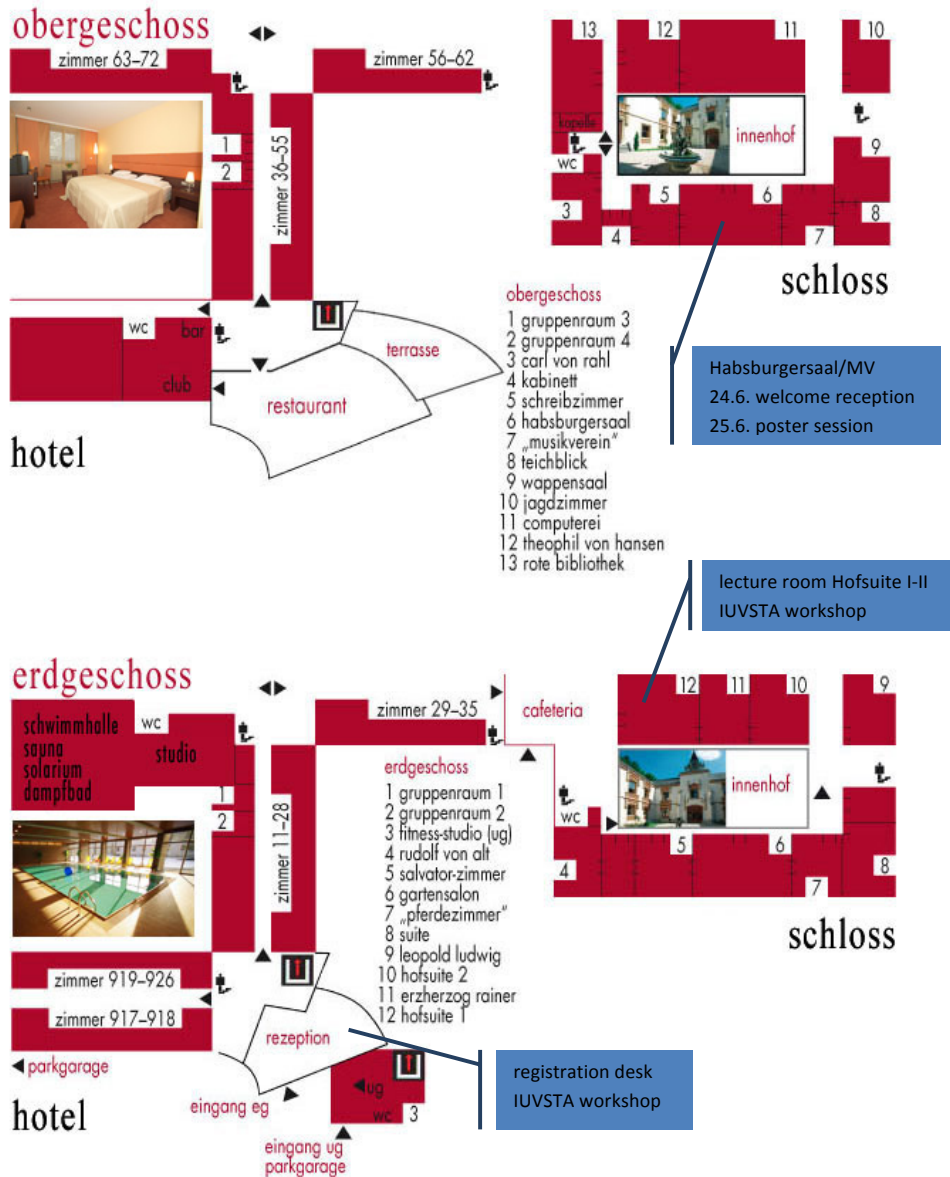 obergeschoss
zimmer 63–72
zimmer 56–62
1
2
zimmer 36–55
wc
bar
club
terrasse
restaurant
hotel
13
12
11
10
kapelle
innenhof
wc
9
3
4
5
6
7
8
schloss
obergeschoss
1 gruppenraum 3
2 gruppenraum 4
3 carl von rahl
4 kabinett
5 schreibzimmer
6 habsburgersaal
7 „musikverein“
8 teichblick
9 wappensaal
10 jagdzimmer
11 computerei
12 theophil von hansen
13 rote bibliothek
Habsburgersaal/MV
24.6. welcome reception
25.6. poster session
lecture room Hofsuite I-II
IUVSTA workshop
erdgeschoss
schwimmhalle
sauna
solarium
dampfbad
wc
studio
1
2
zimmer 11–28
zimmer 29–35
cafeteria
12
11
10
9
innenhof
wc
4
5
6
7
8
schloss
erdgeschoss
1 gruppenraum 1
2 gruppenraum 2
3 fitness-studio (ug)
4 rudolf von alt
5 salvator-zimmer
6 gartensalon
7 „pferdezimmer“
8 suite
9 leopold ludwig
10 hofsuite 2
11 erzherzog rainer
12 hofsuite 1
zimmer 919–926
zimmer 917–918
parkgarage
rezeption
eingang eg
ug
wc
3
eingang ug
parkgarage
hotel
registration desk
IUVSTA workshop